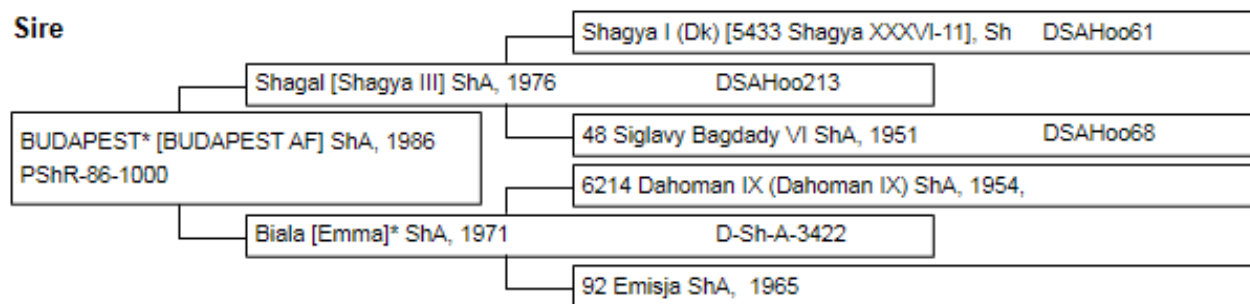 Sire
Shagya I (Dk) [5433 Shagya XXXVI-11], Sh DSAHoo61
Shagal [Shagya III] ShA, 1976 DSAHoo213
48 Siglavy Bagdady VI ShA, 1951 DSAHoo68
BUDAPEST* [BUDAPEST AF] ShA, 1986
PShR-86-1000
6214 Dahoman IX (Dahoman IX) ShA, 1954,
Biala [Emma]* ShA, 1971 D-Sh-A-3422
92 Emisja ShA, 1965